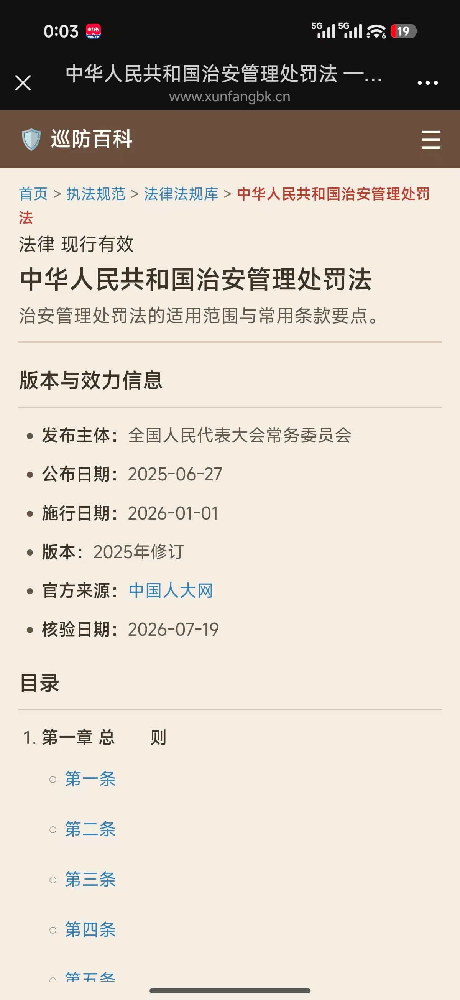 0:03 小红书 5G 5G 6 19
中华人民共和国治安管理处罚法 —...
www.xunfangbk.cn
巡防百科
首页 > 执法规范 > 法律法规库 > 中华人民共和国治安管理处罚
法
法律 现行有效
中华人民共和国治安管理处罚法
治安管理处罚法的适用范围与常用条款要点。
版本与效力信息
发布主体：全国人民代表大会常务委员会
公布日期：2025-06-27
施行日期：2026-01-01
版本：2025年修订
官方来源：中国人大网
核验日期：2026-07-19
目录
1. 第一章 总　　则
第一条
第二条
第三条
第四条
第五条